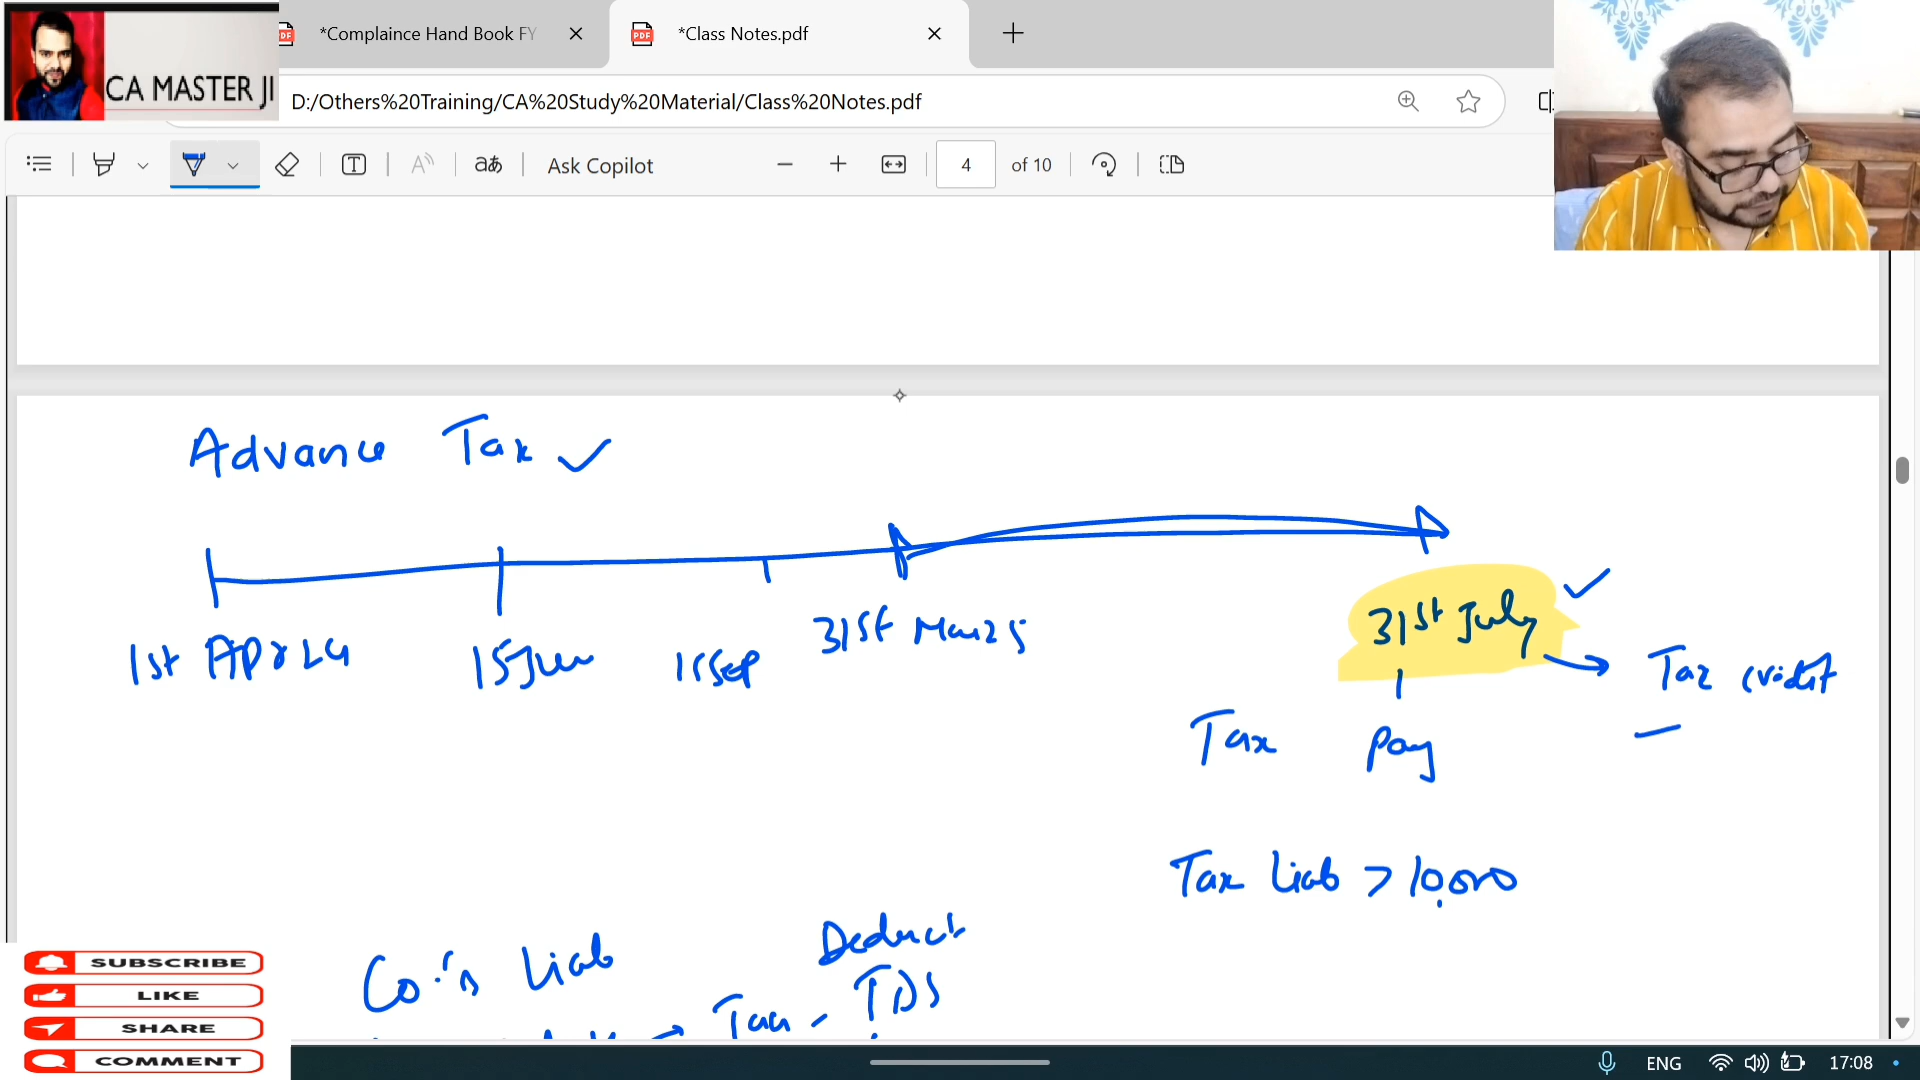 *Complaince Hand Book FY
*Class Notes.pdf
CA MASTER JI
D:/Others%20Training/CA%20Study%20Material/Class%20Notes.pdf
aあ
Ask Copilot
4 of 10
Advance Tax
1st Apr 24
15 Jun
15 Sep
31st Mar 25
31st July
Tax credit
Tax Pay
Tax Liab > 10,000
Co.'s Liab
Deduct
Tax - TDS
SUBSCRIBE
LIKE
SHARE
COMMENT
ENG
17:08